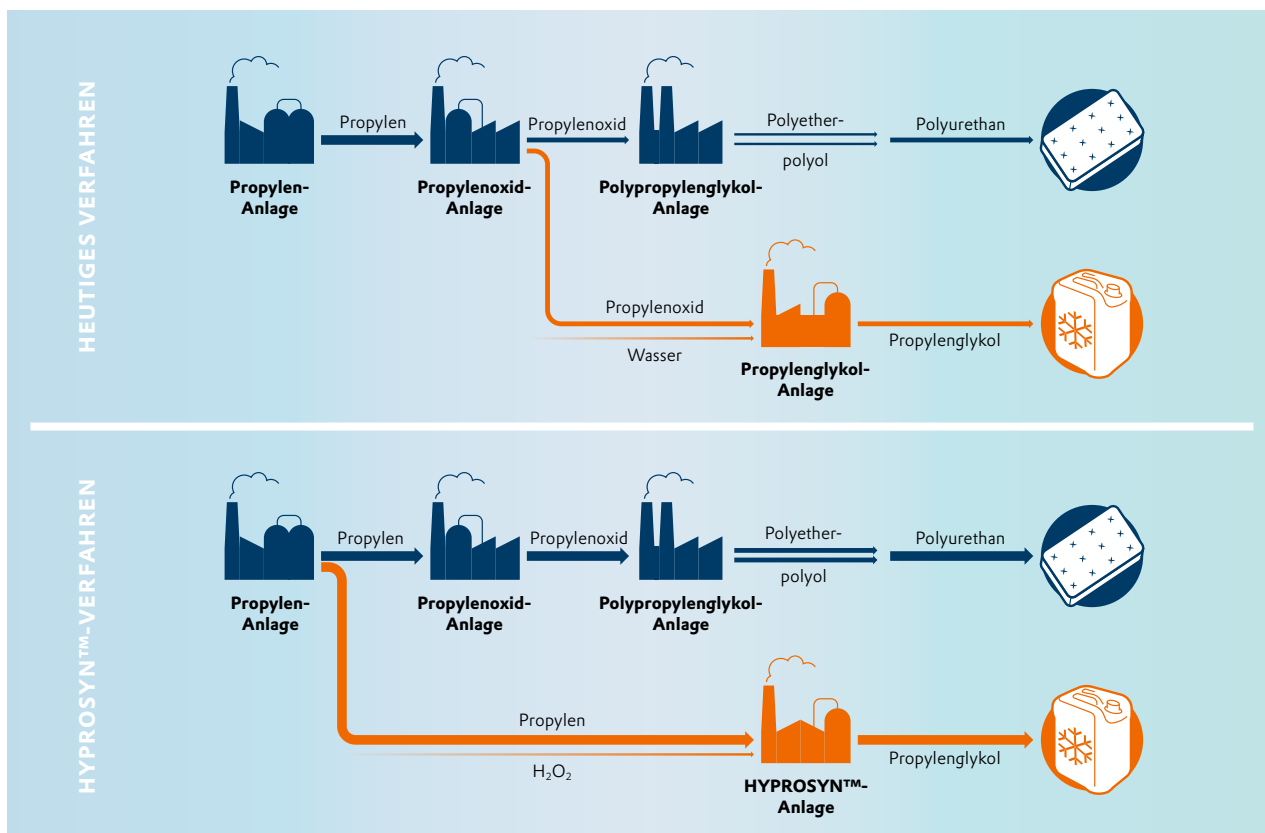 HEUTIGES VERFAHREN
Propylen
Propylenoxid
Polyether-
polyol
Polyurethan
Propylen-
Anlage
Propylenoxid-
Anlage
Polypropylenglykol-
Anlage
Propylenoxid
Wasser
Propylenglykol
Propylenglykol-
Anlage
HYPROSYN™-VERFAHREN
Propylen
Propylenoxid
Polyether-
polyol
Polyurethan
Propylen-
Anlage
Propylenoxid-
Anlage
Polypropylenglykol-
Anlage
Propylen
H₂O₂
Propylenglykol
HYPROSYN™-
Anlage